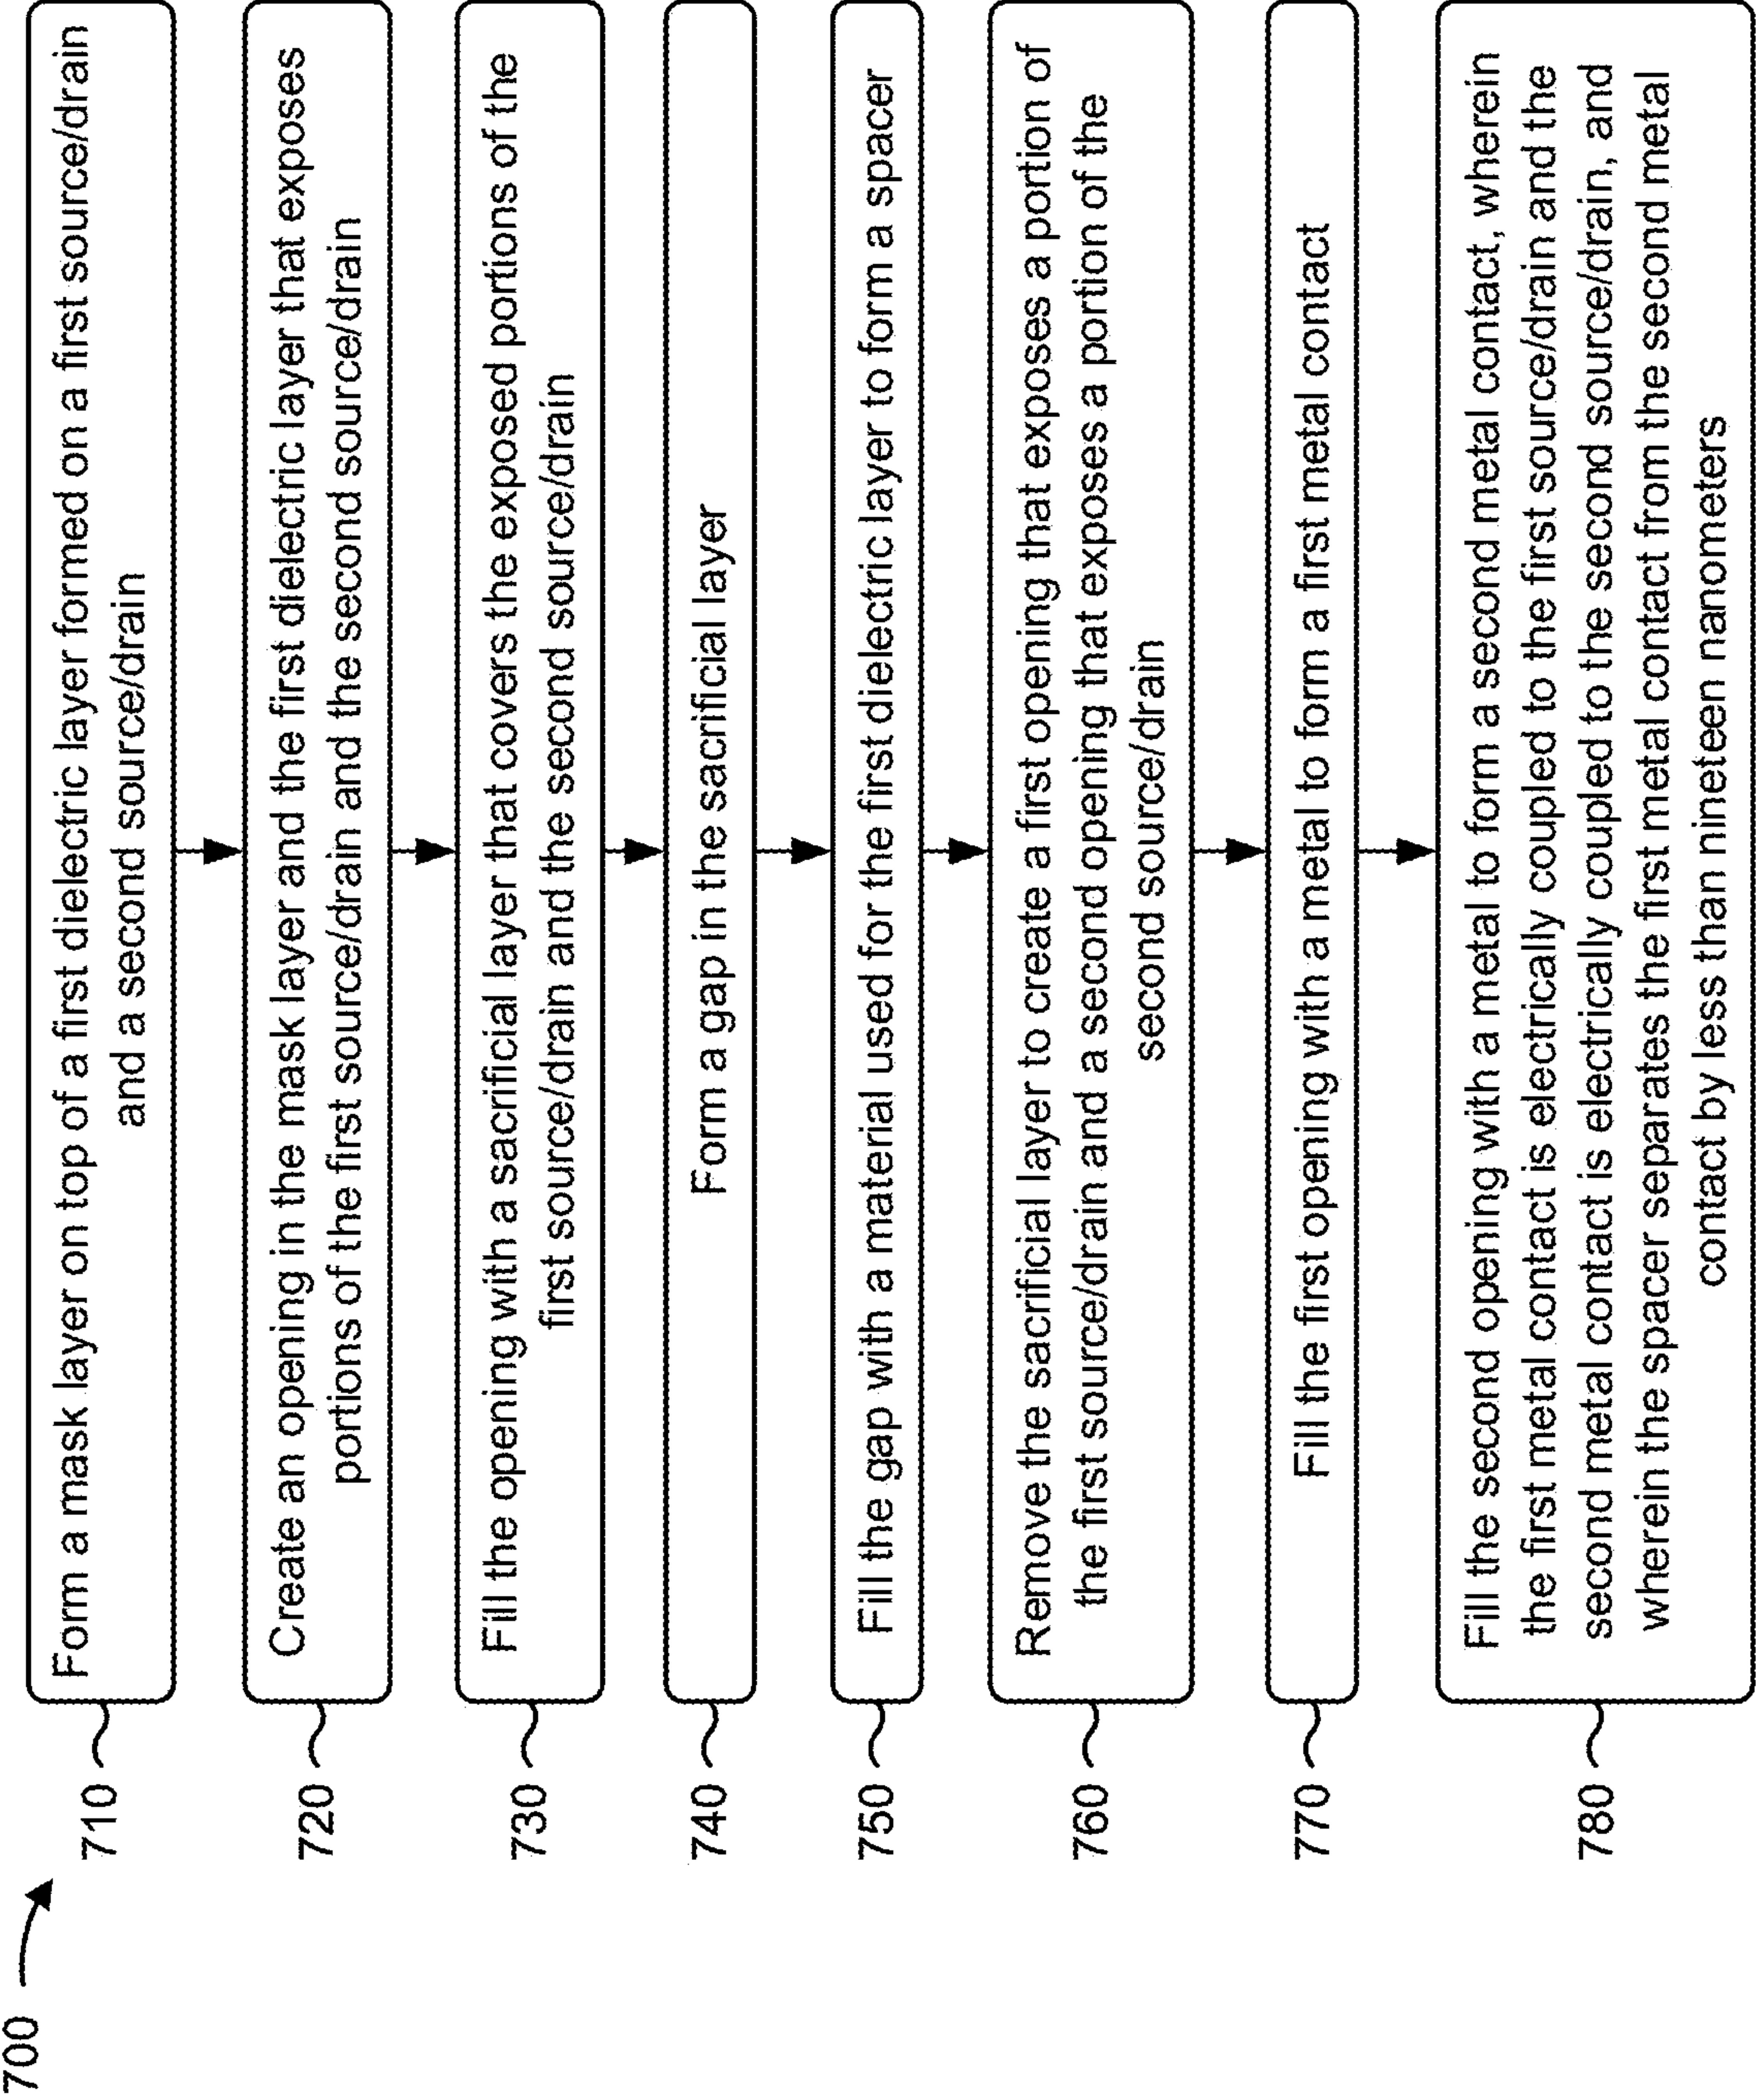 700
710
Form a mask layer on top of a first dielectric layer formed on a first source/drain
and a second source/drain
720
Create an opening in the mask layer and the first dielectric layer that exposes
portions of the first source/drain and the second source/drain
730
Fill the opening with a sacrificial layer that covers the exposed portions of the
first source/drain and the second source/drain
740
Form a gap in the sacrificial layer
750
Fill the gap with a material used for the first dielectric layer to form a spacer
760
Remove the sacrificial layer to create a first opening that exposes a portion of
the first source/drain and a second opening that exposes a portion of the
second source/drain
770
Fill the first opening with a metal to form a first metal contact
780
Fill the second opening with a metal to form a second metal contact, wherein
the first metal contact is electrically coupled to the first source/drain and the
second metal contact is electrically coupled to the second source/drain, and
wherein the spacer separates the first metal contact from the second metal
contact by less than nineteen nanometers